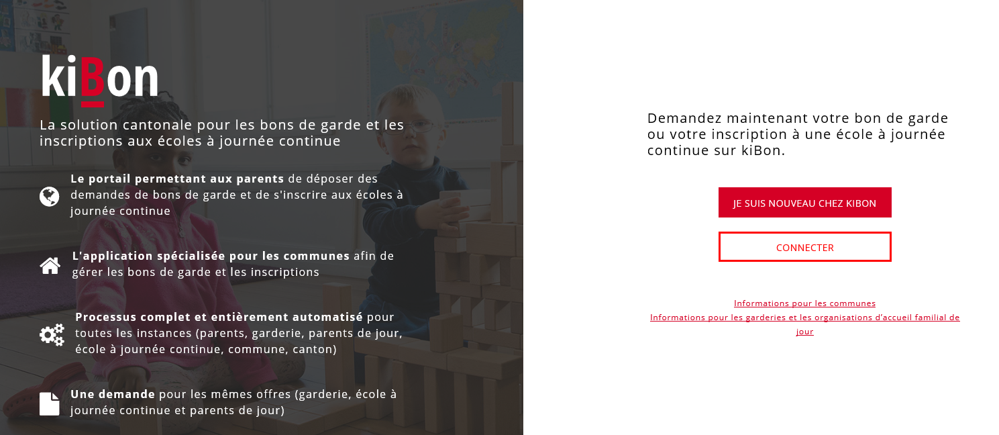 kiBon
La solution cantonale pour les bons de garde et les
inscriptions aux écoles à journée continue
Le portail permettant aux parents de déposer des
demandes de bons de garde et de s'inscrire aux écoles à
journée continue
L'application spécialisée pour les communes afin de
gérer les bons de garde et les inscriptions
Processus complet et entièrement automatisé pour
toutes les instances (parents, garderie, parents de jour,
école à journée continue, commune, canton)
Une demande pour les mêmes offres (garderie, école à
journée continue et parents de jour)
Demandez maintenant votre bon de garde
ou votre inscription à une école à journée
continue sur kiBon.
JE SUIS NOUVEAU CHEZ KIBON
CONNECTER
Informations pour les communes
Informations pour les garderies et les organisations d’accueil familial de
jour